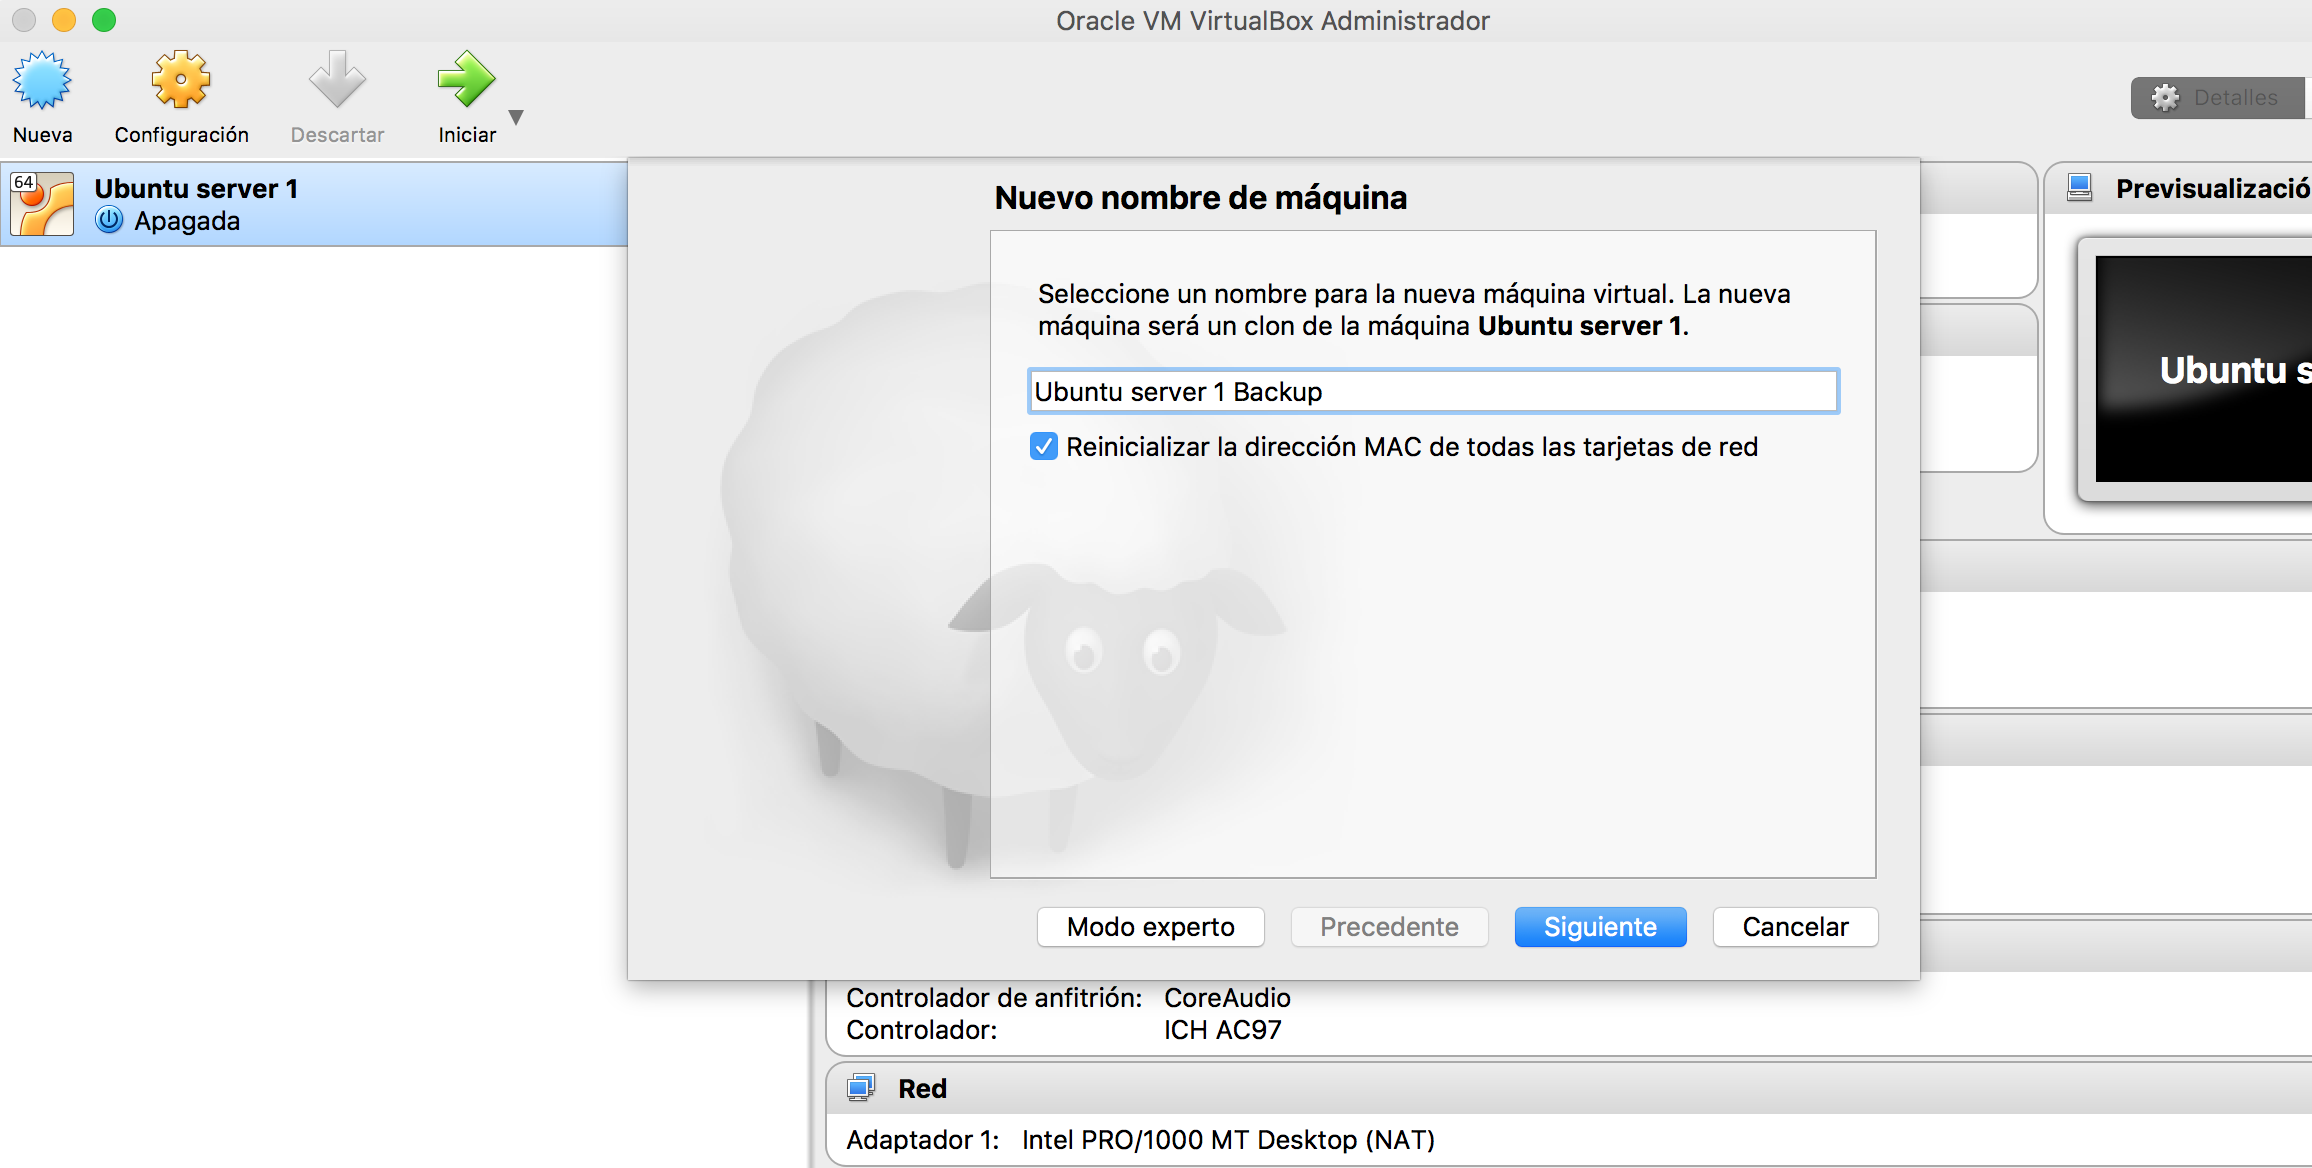 Oracle VM VirtualBox Administrador
Nueva
Configuración
Descartar
Iniciar
Detalles
64
Ubuntu server 1
Apagada
Nuevo nombre de máquina
Seleccione un nombre para la nueva máquina virtual. La nueva
máquina será un clon de la máquina Ubuntu server 1.
Ubuntu server 1 Backup
Reinicializar la dirección MAC de todas las tarjetas de red
Modo experto
Precedente
Siguiente
Cancelar
Previsualizació
Ubuntu s
Controlador de anfitrión: CoreAudio
Controlador: ICH AC97
Red
Adaptador 1: Intel PRO/1000 MT Desktop (NAT)